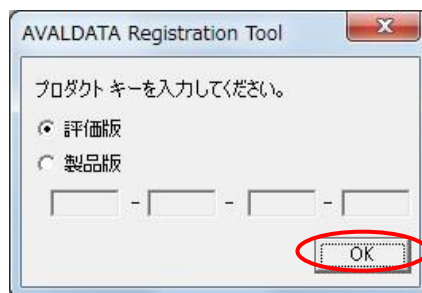 AVALDATA Registration Tool
プロダクト キーを入力してください。
評価版
製品版
- - -
OK